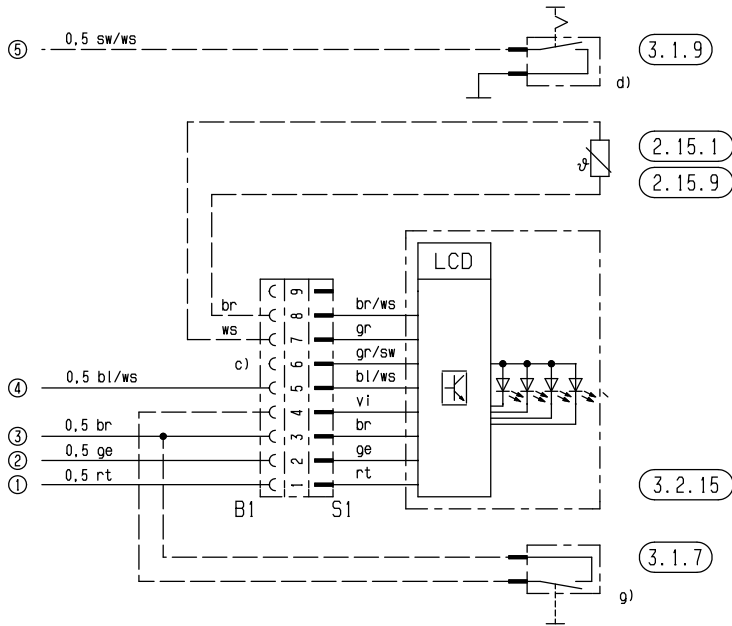 ⑤ 0,5 sw/ws
3.1.9
d)
2.15.1
ϑ
2.15.9
LCD
9
br 8 br/ws
ws 7 gr
c) 6 gr/sw
④ 0,5 bl/ws 5 bl/ws
4 vi
③ 0,5 br 3 br
② 0,5 ge 2 ge
① 0,5 rt 1 rt
3.2.15
B1 S1
3.1.7
g)